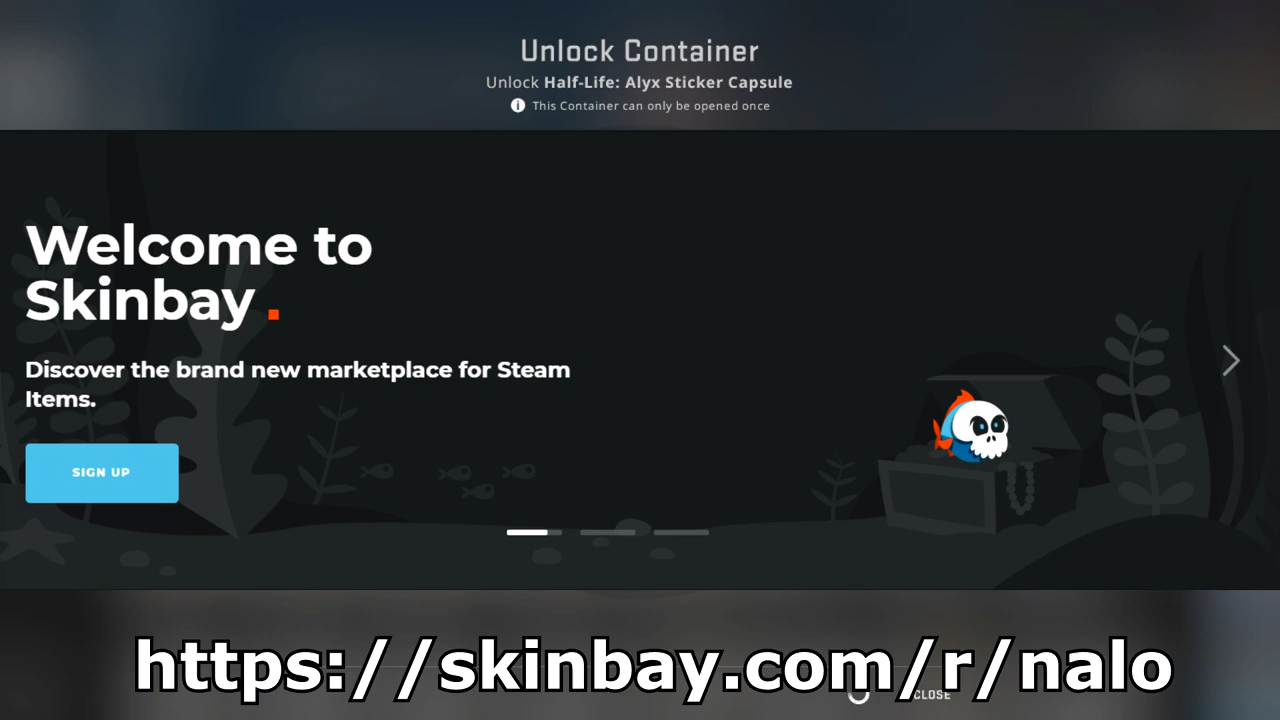 Unlock Container
Unlock Half-Life: Alyx Sticker Capsule
This Container can only be opened once
Welcome to
Skinbay.
Discover the brand new marketplace for Steam
Items.
SIGN UP
https://skinbay.com/r/nalo
CLOSE